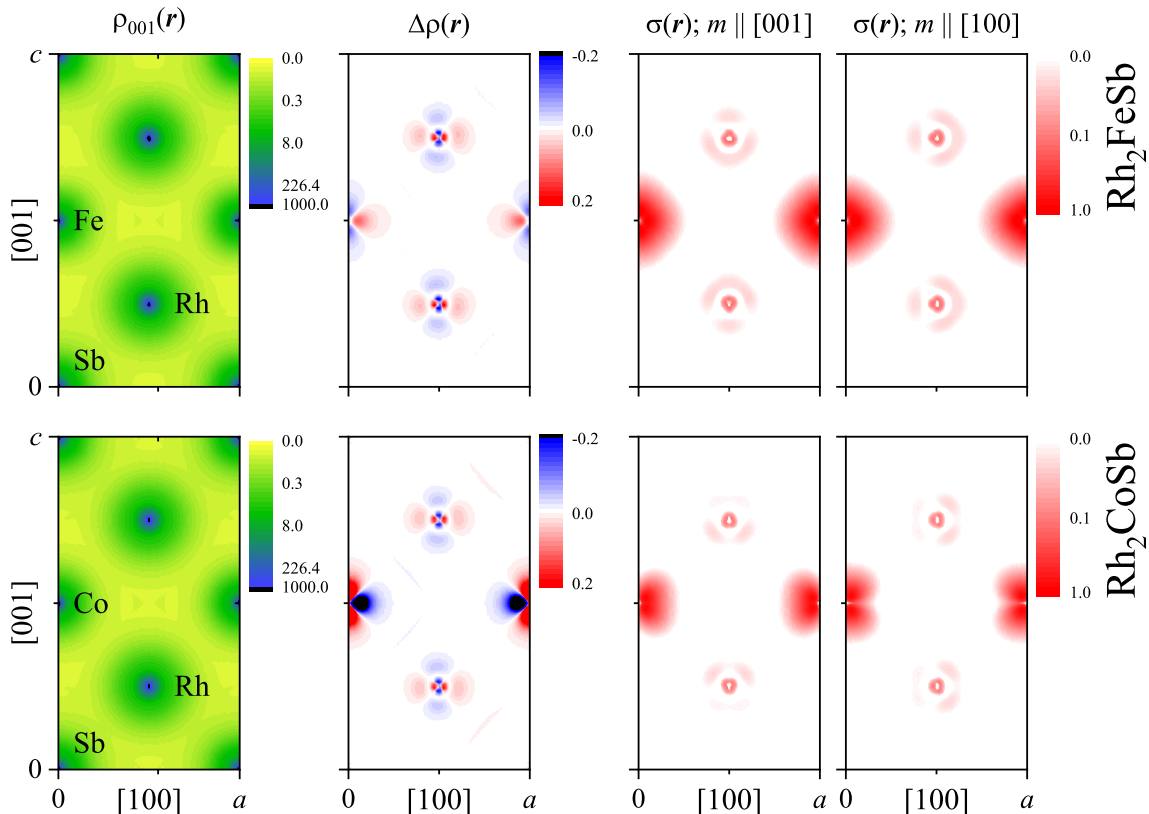 ρ001(r)
Δρ(r)
σ(r); m || [001]
σ(r); m || [100]
c
[001]
0
Fe
Rh
Sb
0.0
0.3
8.0
226.4
1000.0
-0.2
0.0
0.2
0.0
0.1
1.0
Rh2FeSb
c
[001]
0
Co
Rh
Sb
0.0
0.3
8.0
226.4
1000.0
-0.2
0.0
0.2
0.0
0.1
1.0
Rh2CoSb
0 [100] a
0 [100] a
0 [100] a
0 [100] a